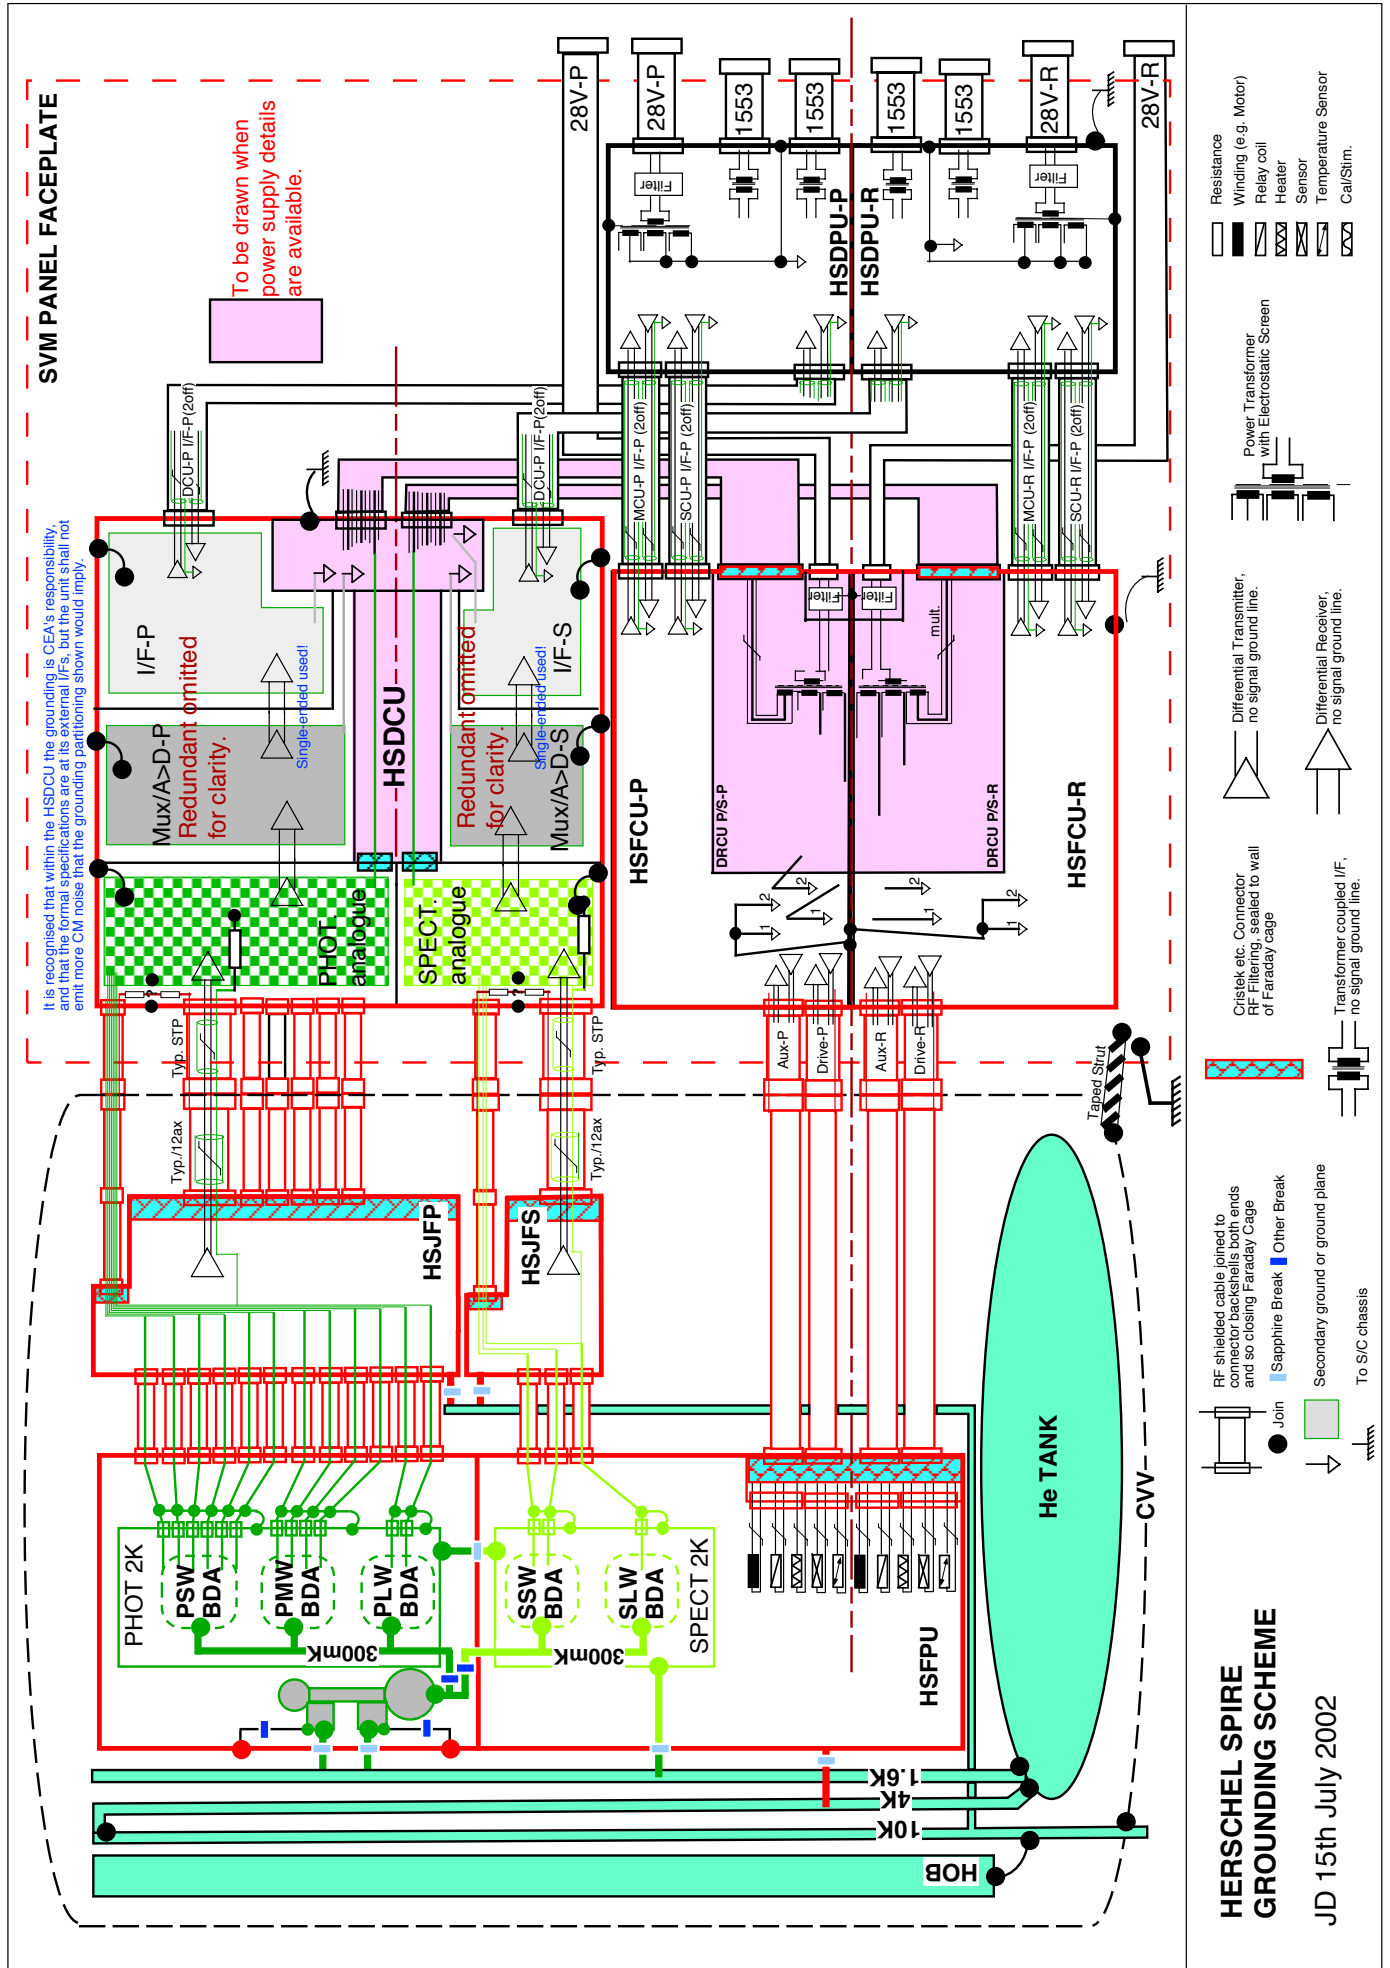 SVM PANEL FACEPLATE
To be drawn when
power supply details
are available.
It is recognised that within the HSDCU the grounding is CEA's responsibility,
and that the formal specifications are at its external I/Fs, but the unit shall not
emit more CM noise that the grounding partitioning shown would imply.
28V-P
28V-P
1553
1553
1553
1553
28V-R
28V-R
Filter
Filter
HSDPU-P
HSDPU-R
DCU-P I/F-P(2off)
DCU-P I/F-P(2off)
MCU-P I/F-P (2off)
SCU-P I/F-P (2off)
MCU-R I/F-P (2off)
SCU-R I/F-P (2off)
I/F-P
Redundant omitted
for clarity.
Mux/A>D-P
Single-ended used!
HSDCU
I/F-S
Redundant omitted
for clarity.
Mux/A>D-S
Single-ended used!
PHOT.
analogue
SPECT.
analogue
HSFCU-P
HSFCU-R
DRCU P/S-P
DRCU P/S-R
Filter
Filter
mult.
1
2
1
2
1
2
1
2
?
?
Typ. STP
Typ. STP
Typ./12ax
Typ./12ax
Aux-P
Drive-P
Aux-R
Drive-R
Taped Strut
HSJFP
HSJFS
PHOT 2K
PSW
BDA
PMW
BDA
PLW
BDA
300mK
SSW
BDA
SLW
BDA
SPECT 2K
300mK
HSFPU
He TANK
CVV
1.6K
4K
10K
HOB
HERSCHEL SPIRE
GROUNDING SCHEME
JD 15th July 2002
RF shielded cable joined to
connector backshells both ends
and so closing Faraday Cage
Join
Sapphire Break
Other Break
Secondary ground or ground plane
To S/C chassis
Cristek etc. Connector
RF Filtering, sealed to wall
of Faraday cage
Transformer coupled I/F,
no signal ground line.
Differential Transmitter,
no signal ground line.
Differential Receiver,
no signal ground line.
Power Transformer
with Electrostatic Screen
Resistance
Winding (e.g. Motor)
Relay coil
Heater
Sensor
Temperature Sensor
Cal/Stim.